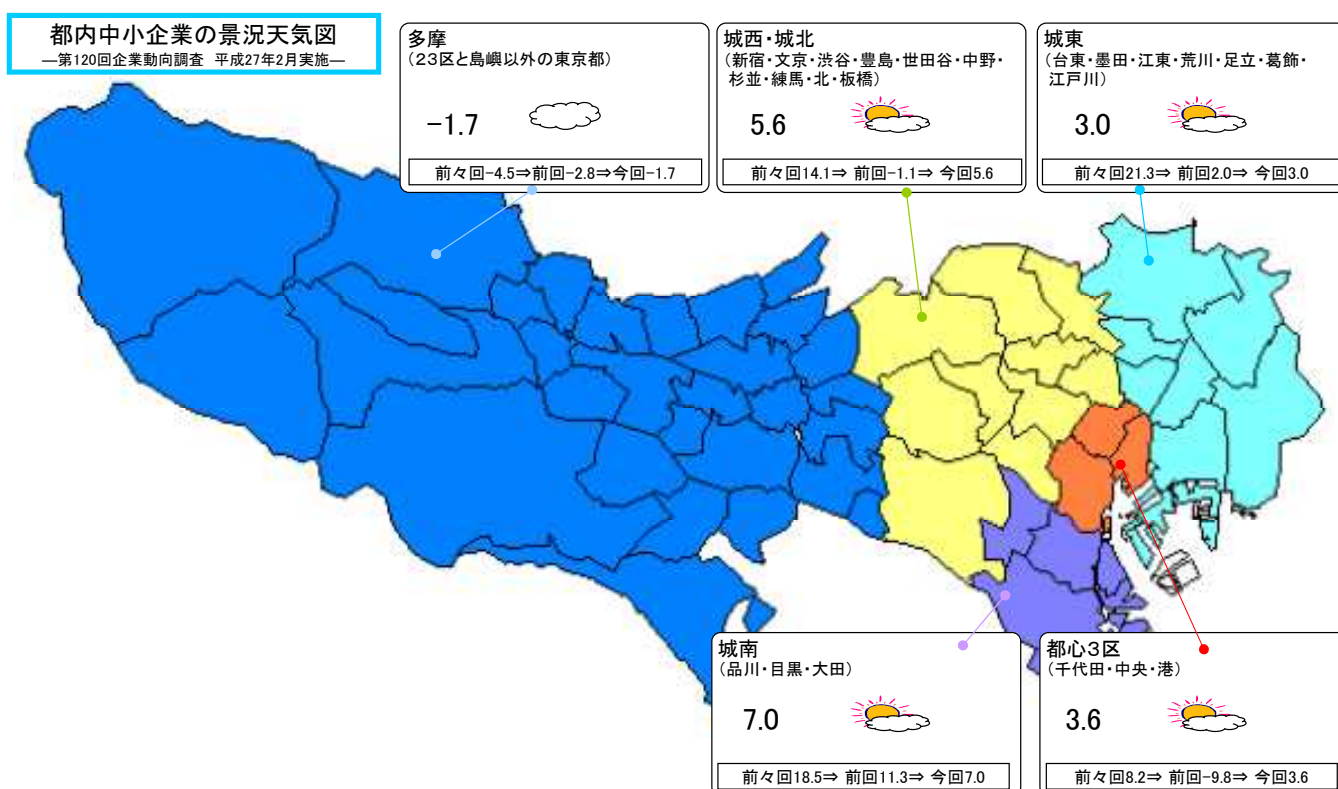 都内中小企業の景況天気図
―第120回企業動向調査 平成27年2月実施―
多摩
(23区と島嶼以外の東京都)
-1.7
前々回-4.5⇒前回-2.8⇒今回-1.7
城西・城北
(新宿・文京・渋谷・豊島・世田谷・中野・
杉並・練馬・北・板橋)
5.6
前々回14.1⇒ 前回-1.1⇒ 今回5.6
城東
(台東・墨田・江東・荒川・足立・葛飾・
江戸川)
3.0
前々回21.3⇒ 前回2.0⇒ 今回3.0
城南
(品川・目黒・大田)
7.0
前々回18.5⇒ 前回11.3⇒ 今回7.0
都心3区
(千代田・中央・港)
3.6
前々回8.2⇒ 前回-9.8⇒ 今回3.6